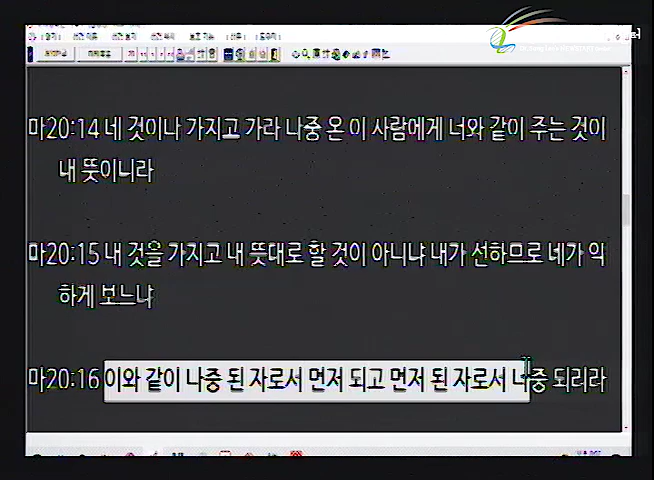 마20:14 네 것이나 가지고 가라 나중 온 이 사람에게 너와 같이 주는 것이
내 뜻이니라
마20:15 내 것을 가지고 내 뜻대로 할 것이 아니냐 내가 선하므로 네가 악
하게 보느냐
마20:16 이와 같이 나중 된 자로서 먼저 되고 먼저 된 자로서 나중 되리라